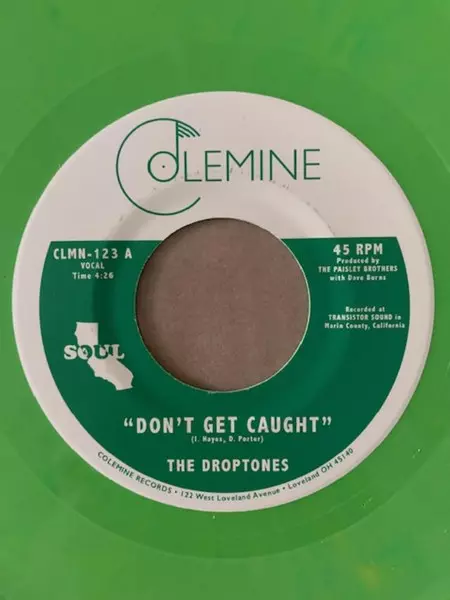 COLEMINE
CLMN-123 A
VOCAL
Time 4:26
45 RPM
Produced by
THE PAISLEY BROTHERS
with Dave Burns
Recorded at
TRANSISTOR SOUND in
Marin County, California
SOUL
"DON'T GET CAUGHT"
(I. Hayes, D. Porter)
THE DROPTONES
COLEMINE RECORDS • 122 West Loveland Avenue • Loveland OH 45140